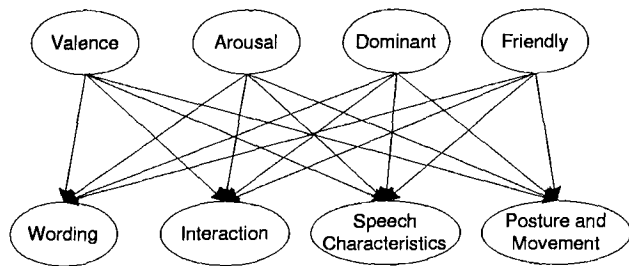 Valence
Arousal
Dominant
Friendly
Wording
Interaction
Speech
Characteristics
Posture and
Movement